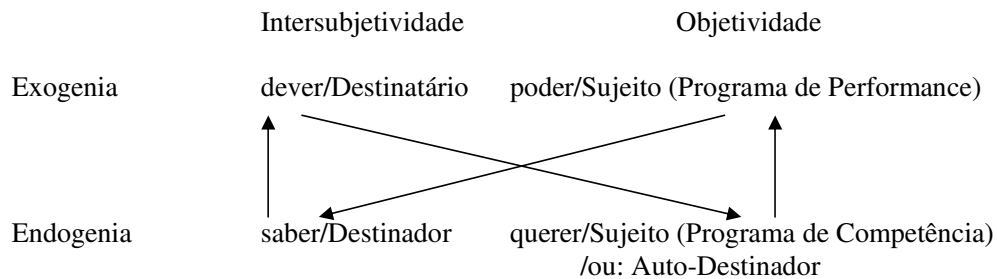 Intersubjetividade Objetividade
Exogenia dever/Destinatário poder/Sujeito (Programa de Performance)
Endogenia saber/Destinador querer/Sujeito (Programa de Competência)
/ou: Auto-Destinador